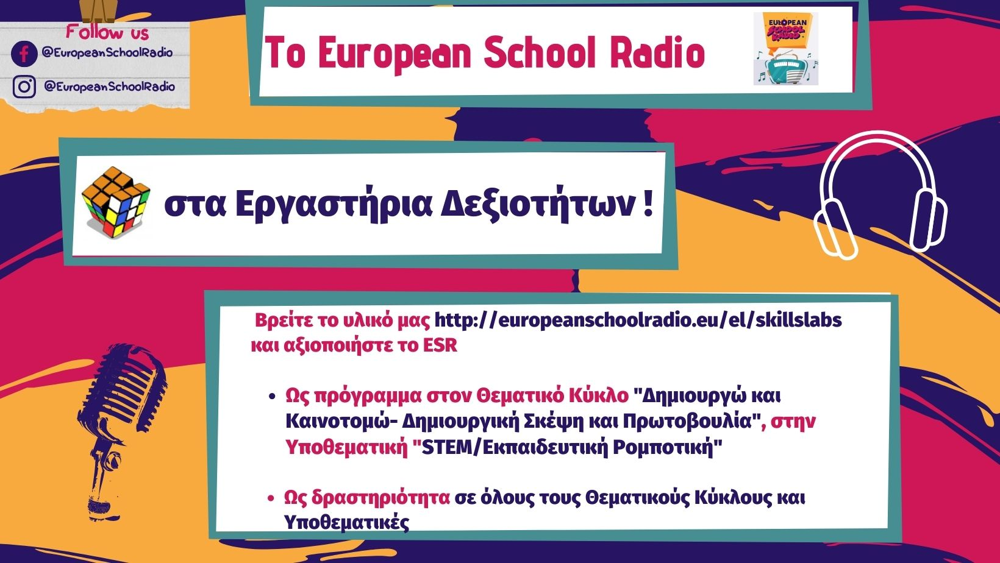 Follow us
@EuropeanSchoolRadio
@EuropeanSchoolRadio
Το European School Radio
EUROPEAN
SCHOOL
RADIO
στα Εργαστήρια Δεξιοτήτων !
Βρείτε το υλικό μας http://europeanschoolradio.eu/el/skillslabs
και αξιοποιήστε το ESR
• Ως πρόγραμμα στον Θεματικό Κύκλο "Δημιουργώ και
Καινοτομώ- Δημιουργική Σκέψη και Πρωτοβουλία", στην
Υποθεματική "STEM/Εκπαιδευτική Ρομποτική"
• Ως δραστηριότητα σε όλους τους Θεματικούς Κύκλους και
Υποθεματικές